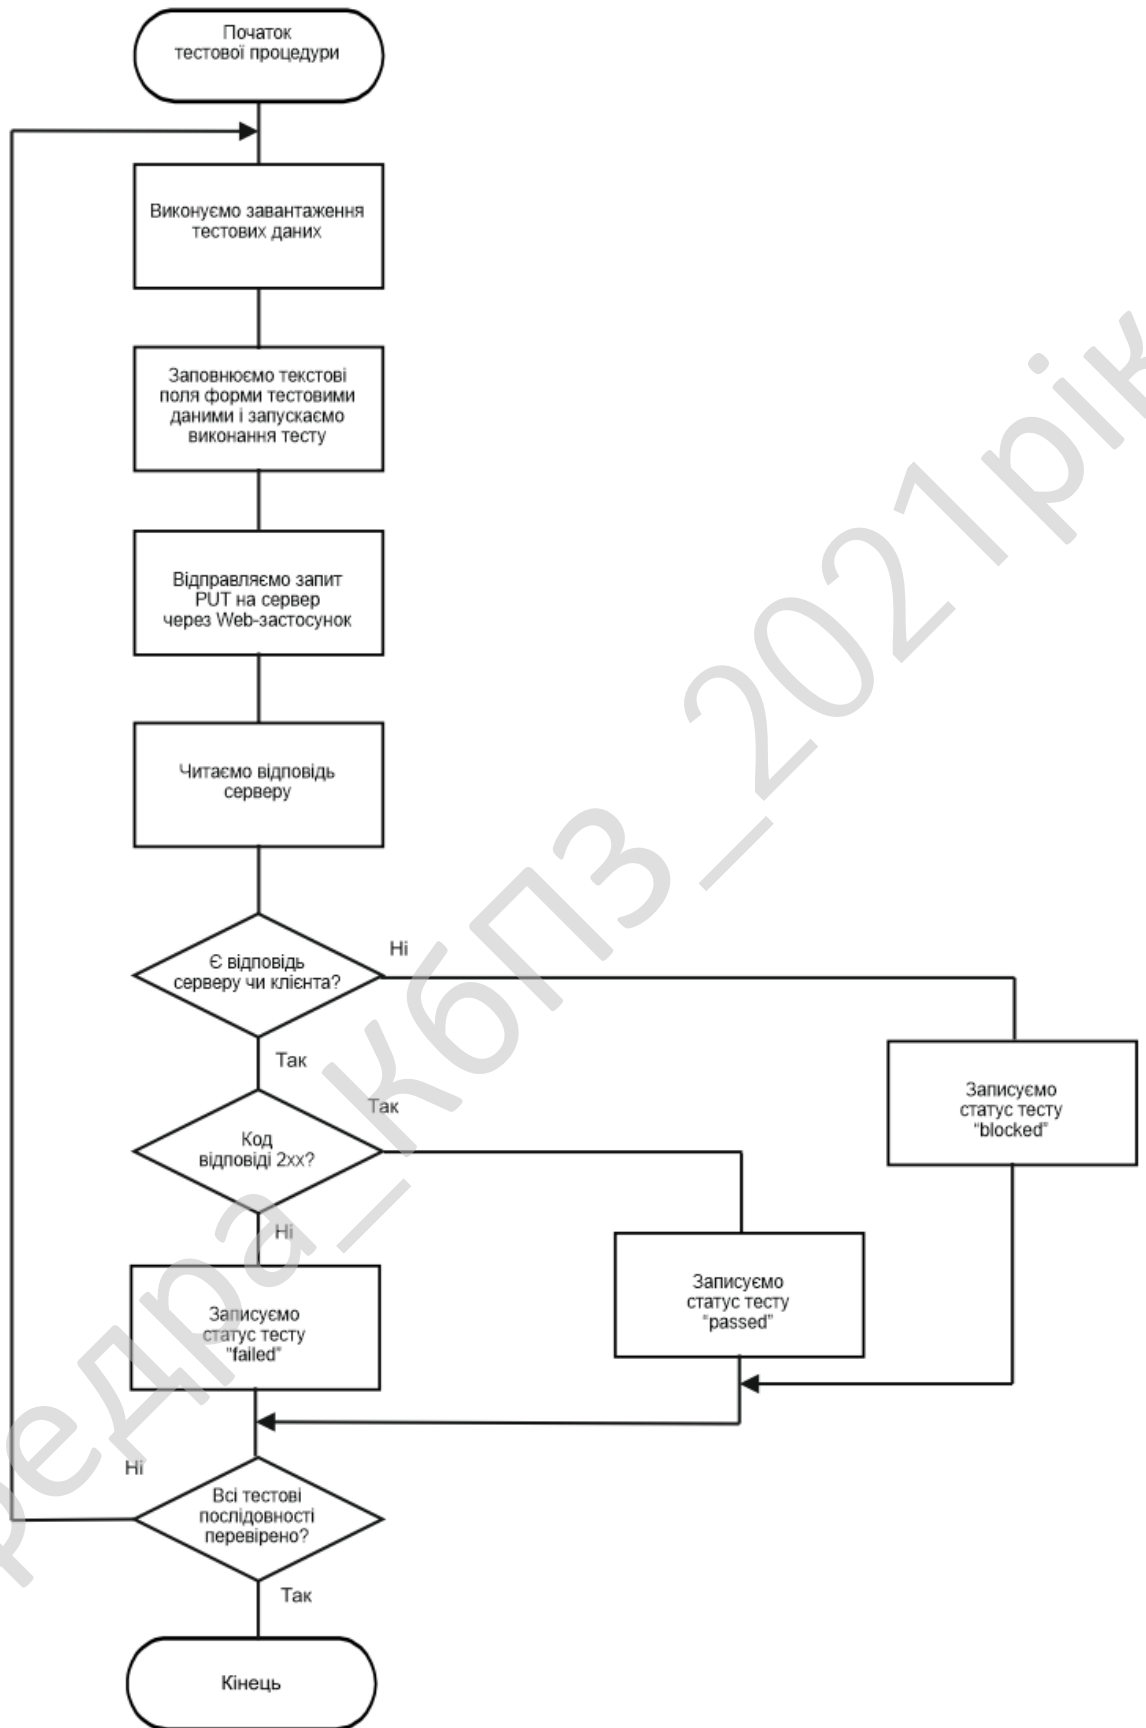 Початок
тестової процедури
Виконуємо завантаження
тестових даних
Заповнюємо текстові
поля форми тестовими
даними і запускаємо
виконання тесту
Відправляємо запит
PUT на сервер
через Web-застосунок
Читаємо відповідь
серверу
Є відповідь
серверу чи клієнта?
Ні
Так
Записуємо
статус тесту
“blocked”
Код
відповіді 2xx?
Так
Ні
Записуємо
статус тесту
“passed”
Записуємо
статус тесту
“failed”
Ні
Всі тестові
послідовності
перевірено?
Так
Кінець
едра_КбПЗ_2021рік